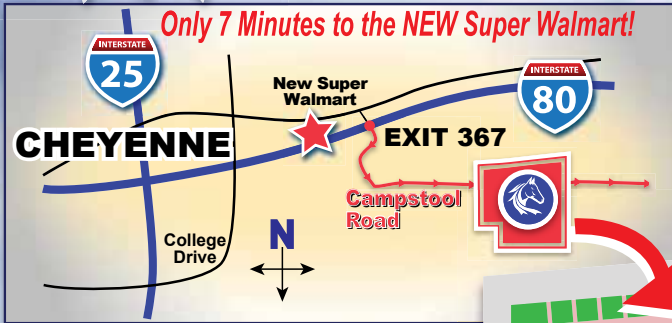 Only 7 Minutes to the NEW Super Walmart!
INTERSTATE
25
INTERSTATE
80
New Super
Walmart
CHEYENNE
EXIT 367
Campstool
Road
College
Drive
N